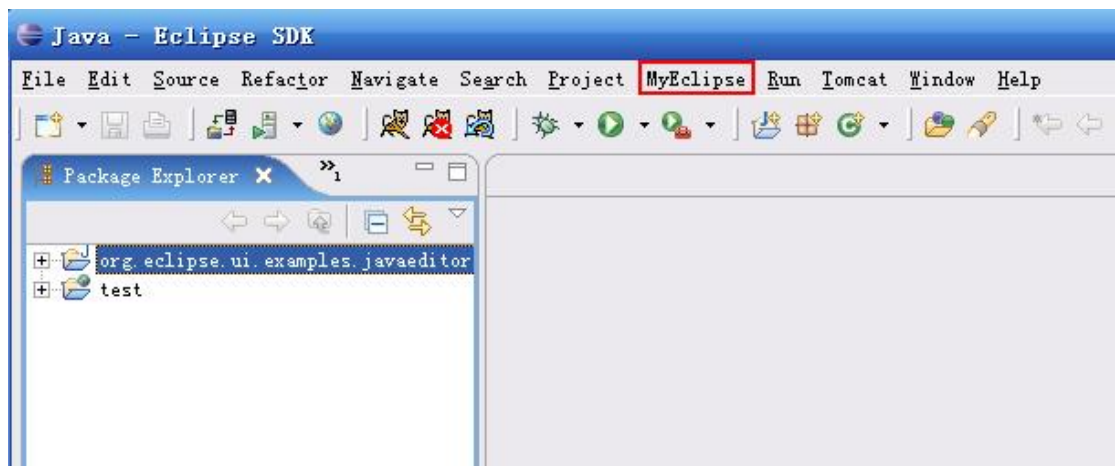 Java - Eclipse SDK
File Edit Source Refactor Navigate Search Project MyEclipse Run Tomcat Window Help
Package Explorer
»1
org.eclipse.ui.examples.javaeditor
test